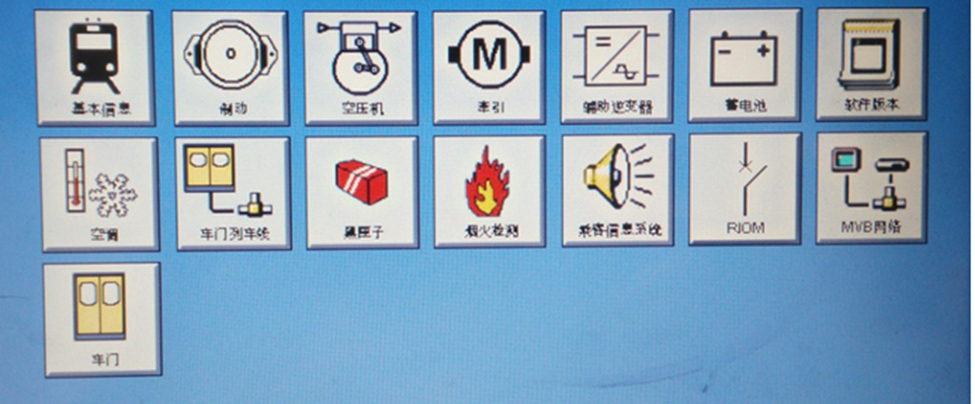 基本信息
制动
空压机
M
牵引
辅助逆变器
蓄电池
软件版本
空调
车门列车线
黑匣子
烟火检测
乘客信息系统
RIOM
MVB网络
车门